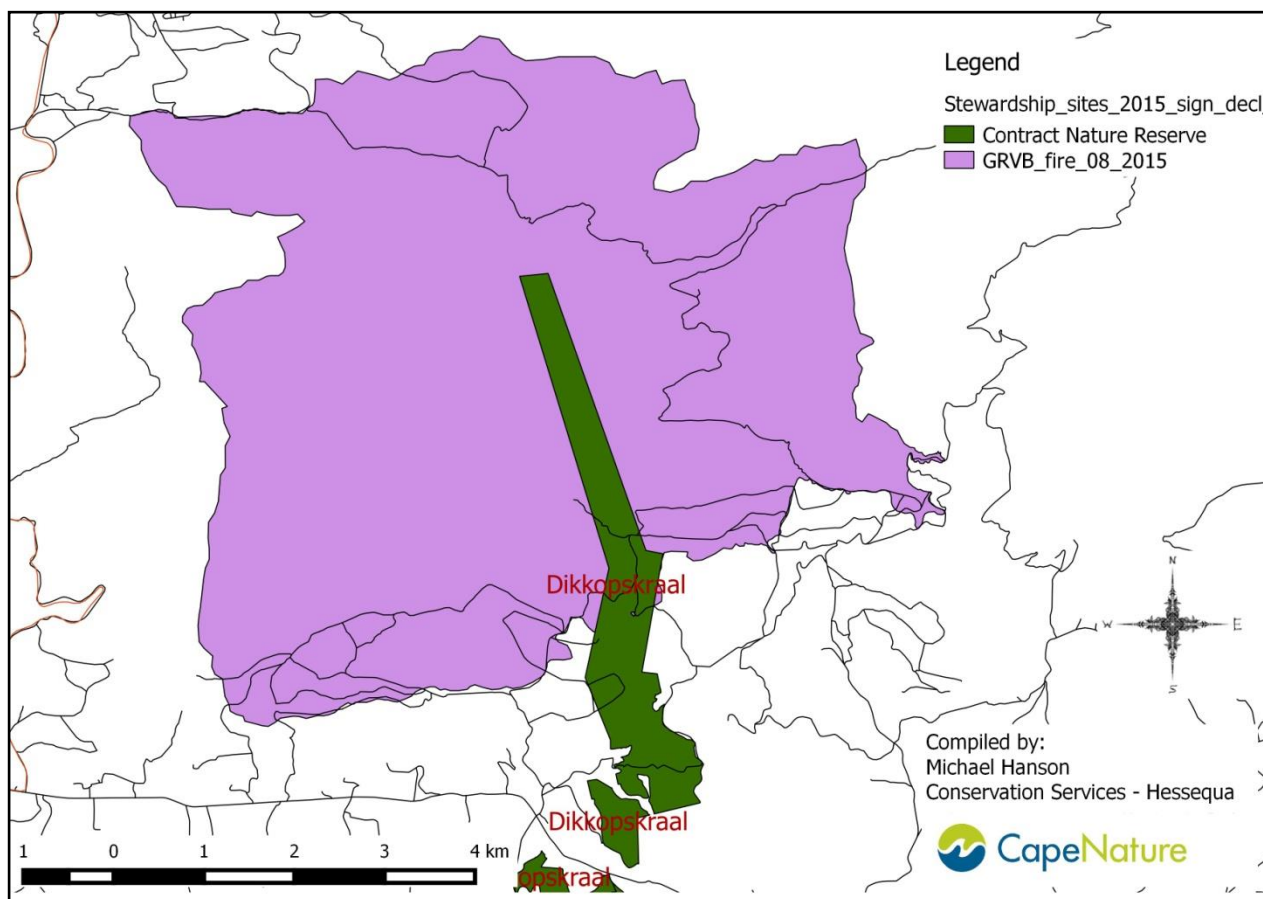 Legend
Stewardship_sites_2015_sign_decl
Contract Nature Reserve
GRVB_fire_08_2015
Dikkopskraal
N
W E
S
Compiled by:
Michael Hanson
Conservation Services - Hessequa
CapeNature
Dikkopskraal
1 0 1 2 3 4 km
opskraal